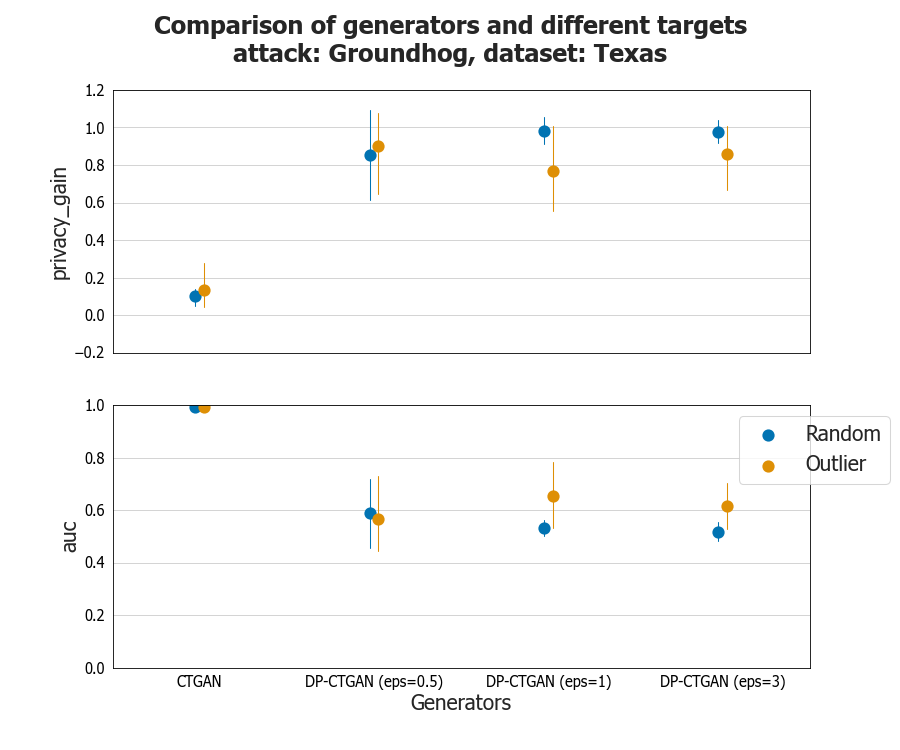 Comparison of generators and different targets
attack: Groundhog, dataset: Texas
1.2
1.0
0.8
0.6
0.4
0.2
0.0
−0.2
privacy_gain
1.0
0.8
0.6
0.4
0.2
0.0
auc
Random
Outlier
CTGAN DP-CTGAN (eps=0.5) DP-CTGAN (eps=1) DP-CTGAN (eps=3)
Generators